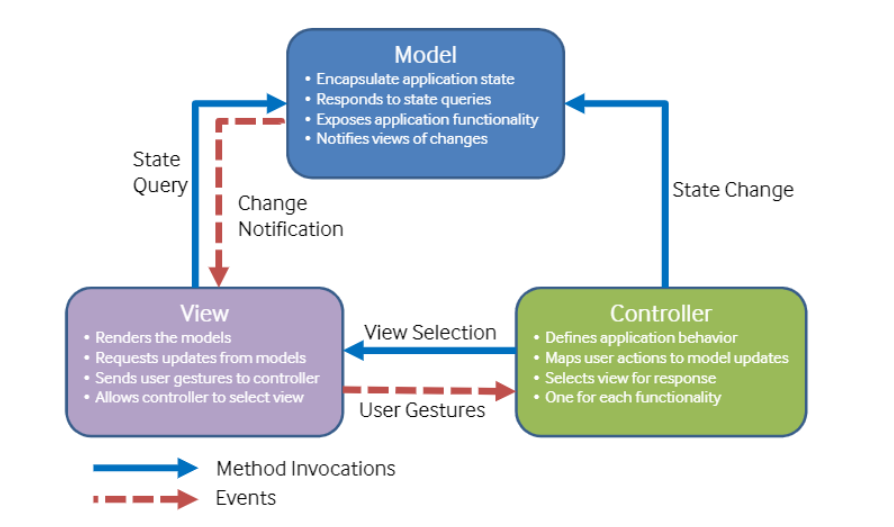 Model
• Encapsulate application state
• Responds to state queries
• Exposes application functionality
• Notifies views of changes
State
Query
Change
Notification
State Change
View
• Renders the models
• Requests updates from models
• Sends user gestures to controller
• Allows controller to select view
View Selection
User Gestures
Controller
• Defines application behavior
• Maps user actions to model updates
• Selects view for response
• One for each functionality
Method Invocations
Events